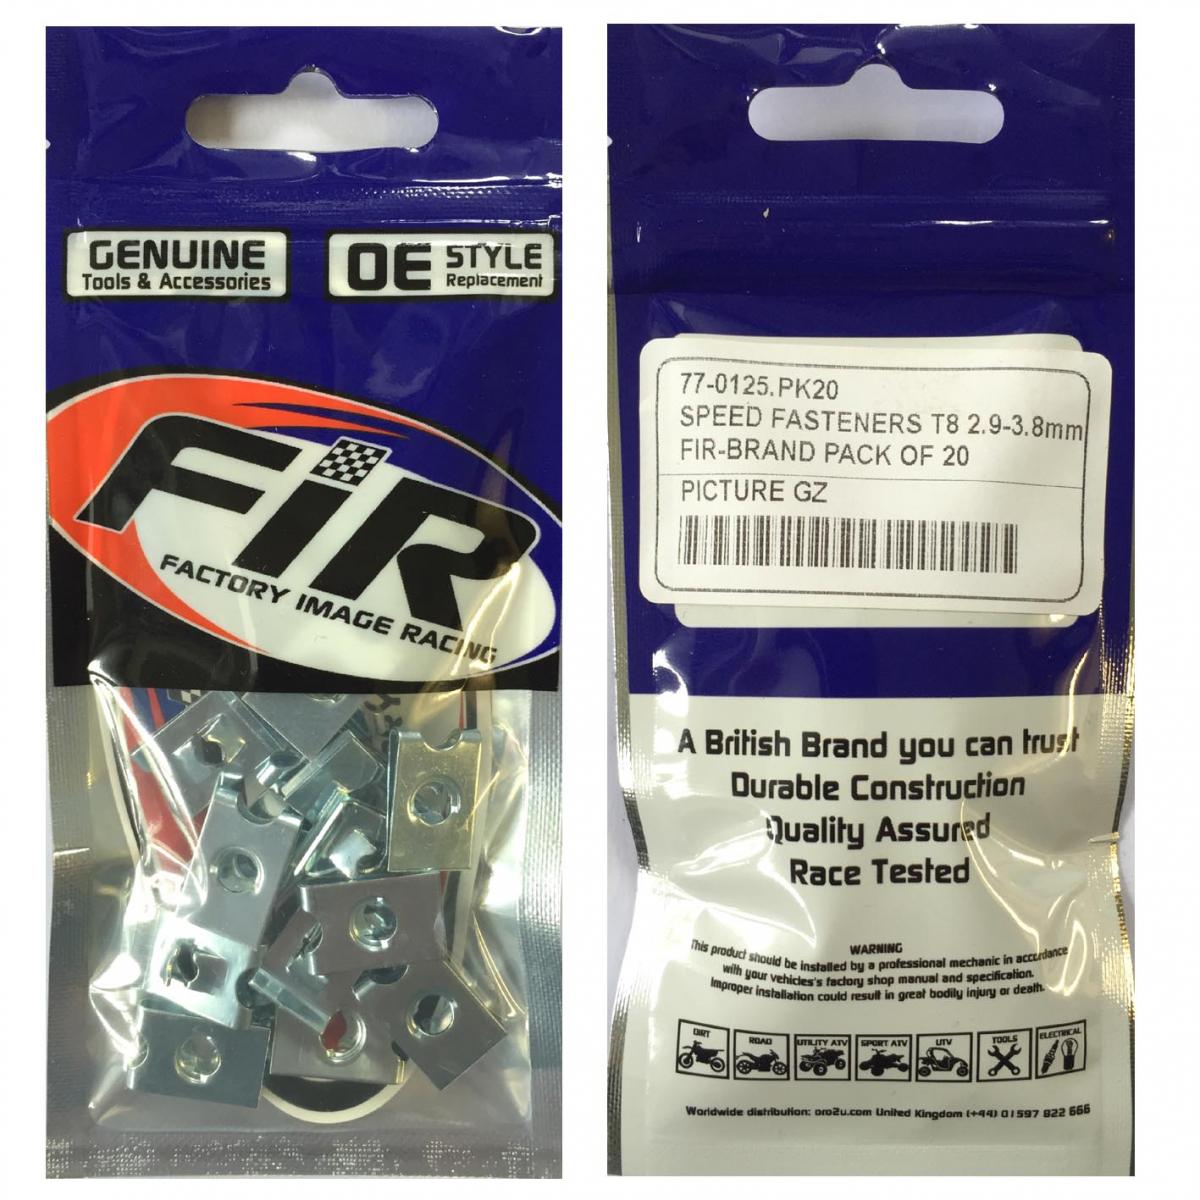 GENUINE
Tools & Accessories
OE STYLE
Replacement
FiR
FACTORY IMAGE RACING
77-0125.PK20
SPEED FASTENERS T8 2.9-3.8mm
FIR-BRAND PACK OF 20
PICTURE GZ
A British Brand you can trust
Durable Construction
Quality Assured
Race Tested
WARNING
This product should be installed by a professional mechanic in accordance
with your vehicles's factory shop manual and specification.
Improper installation could result in great bodily injury or death.
DIRT
ROAD
UTILITY ATV
SPORT ATV
UTV
TOOLS
ELECTRICAL
Worldwide distribution: oro2u.com United Kingdom (+44) 01597 822 666